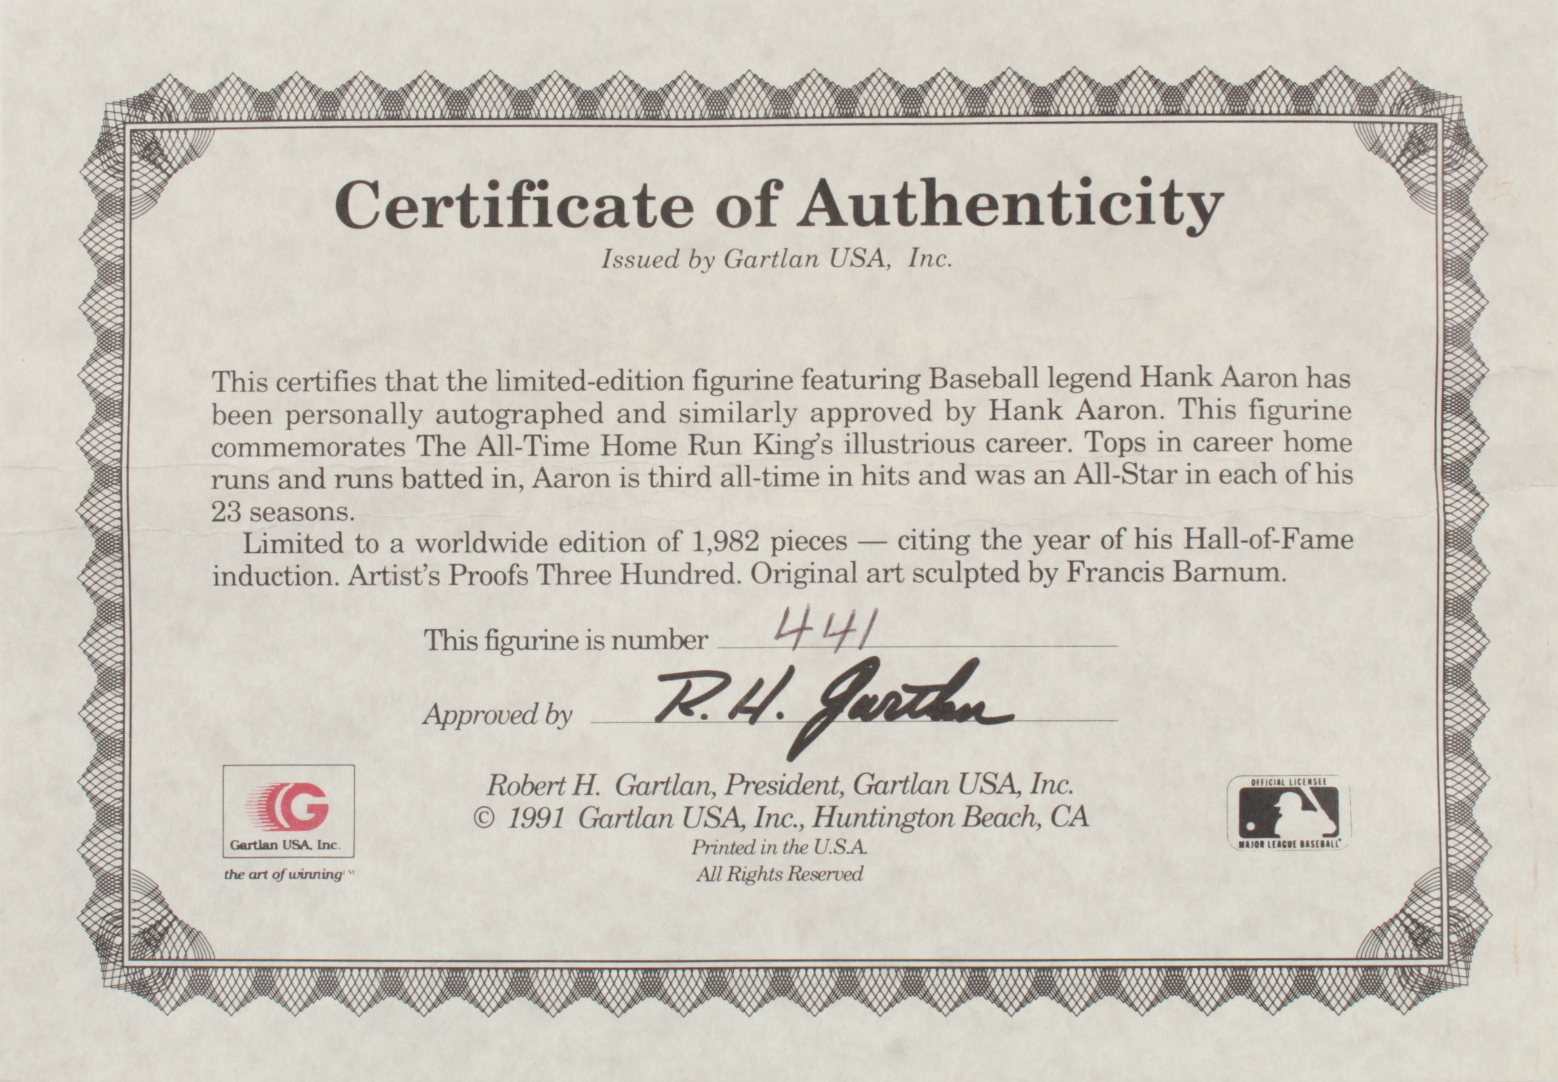 Certificate of Authenticity
Issued by Gartlan USA, Inc.
This certifies that the limited-edition figurine featuring Baseball legend Hank Aaron has
been personally autographed and similarly approved by Hank Aaron. This figurine
commemorates The All-Time Home Run King's illustrious career. Tops in career home
runs and runs batted in, Aaron is third all-time in hits and was an All-Star in each of his
23 seasons.
Limited to a worldwide edition of 1,982 pieces — citing the year of his Hall-of-Fame
induction. Artist's Proofs Three Hundred. Original art sculpted by Francis Barnum.
This figurine is number 441
Approved by R. H. Gartlan
Robert H. Gartlan, President, Gartlan USA, Inc.
© 1991 Gartlan USA, Inc., Huntington Beach, CA
Printed in the U.S.A.
All Rights Reserved
G
Gartlan USA, Inc.
the art of winning℠
OFFICIAL LICENSEE
MAJOR LEAGUE BASEBALL